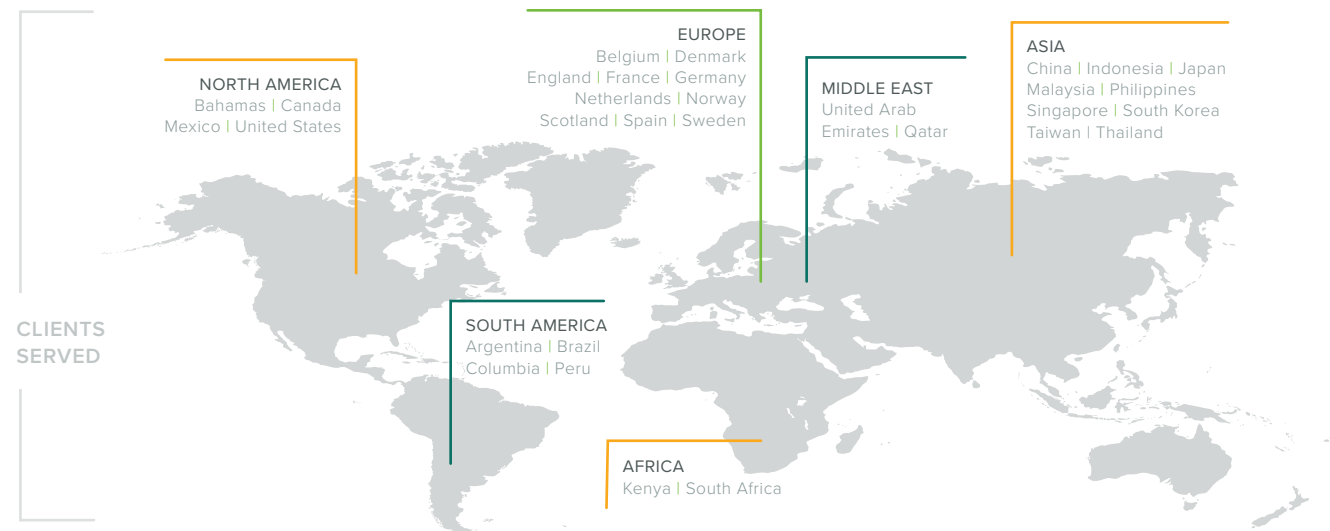 CLIENTS
SERVED
NORTH AMERICA
Bahamas | Canada
Mexico | United States
EUROPE
Belgium | Denmark
England | France | Germany
Netherlands | Norway
Scotland | Spain | Sweden
MIDDLE EAST
United Arab
Emirates | Qatar
ASIA
China | Indonesia | Japan
Malaysia | Philippines
Singapore | South Korea
Taiwan | Thailand
SOUTH AMERICA
Argentina | Brazil
Columbia | Peru
AFRICA
Kenya | South Africa